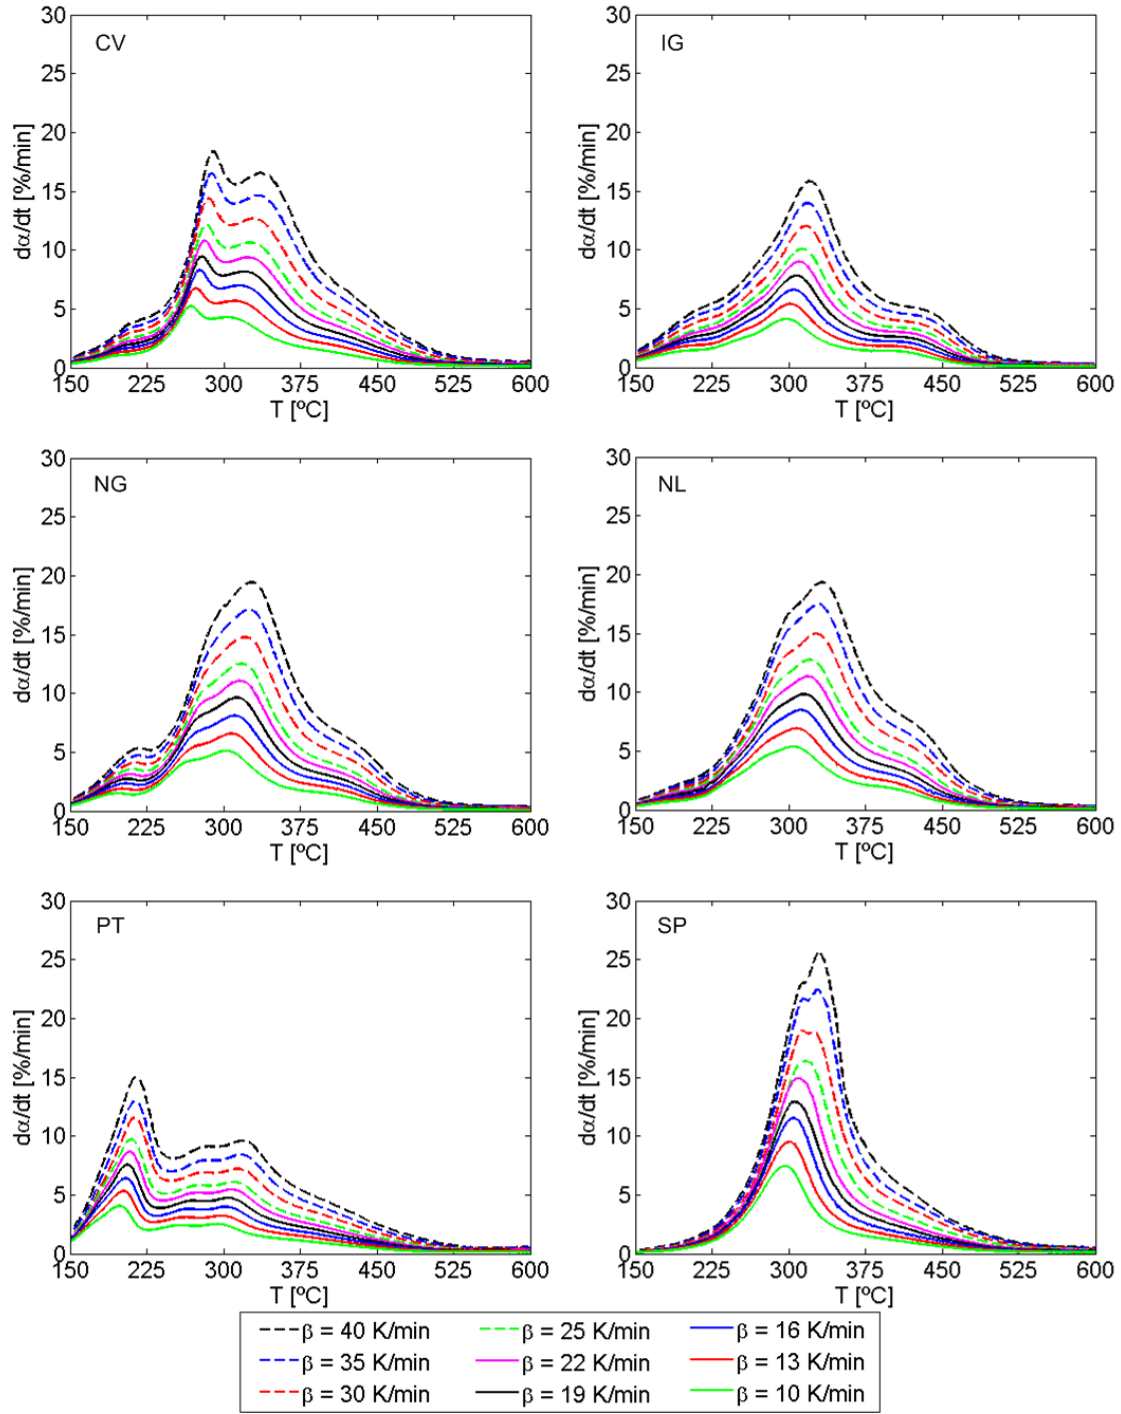 CV
dα/dt [%/min]
30
25
20
15
10
5
0
150 225 300 375 450 525 600
T [ºC]
IG
dα/dt [%/min]
30
25
20
15
10
5
0
150 225 300 375 450 525 600
T [ºC]
NG
dα/dt [%/min]
30
25
20
15
10
5
0
150 225 300 375 450 525 600
T [ºC]
NL
dα/dt [%/min]
30
25
20
15
10
5
0
150 225 300 375 450 525 600
T [ºC]
PT
dα/dt [%/min]
30
25
20
15
10
5
0
150 225 300 375 450 525 600
T [ºC]
SP
dα/dt [%/min]
30
25
20
15
10
5
0
150 225 300 375 450 525 600
T [ºC]
β = 40 K/min β = 25 K/min β = 16 K/min
β = 35 K/min β = 22 K/min β = 13 K/min
β = 30 K/min β = 19 K/min β = 10 K/min